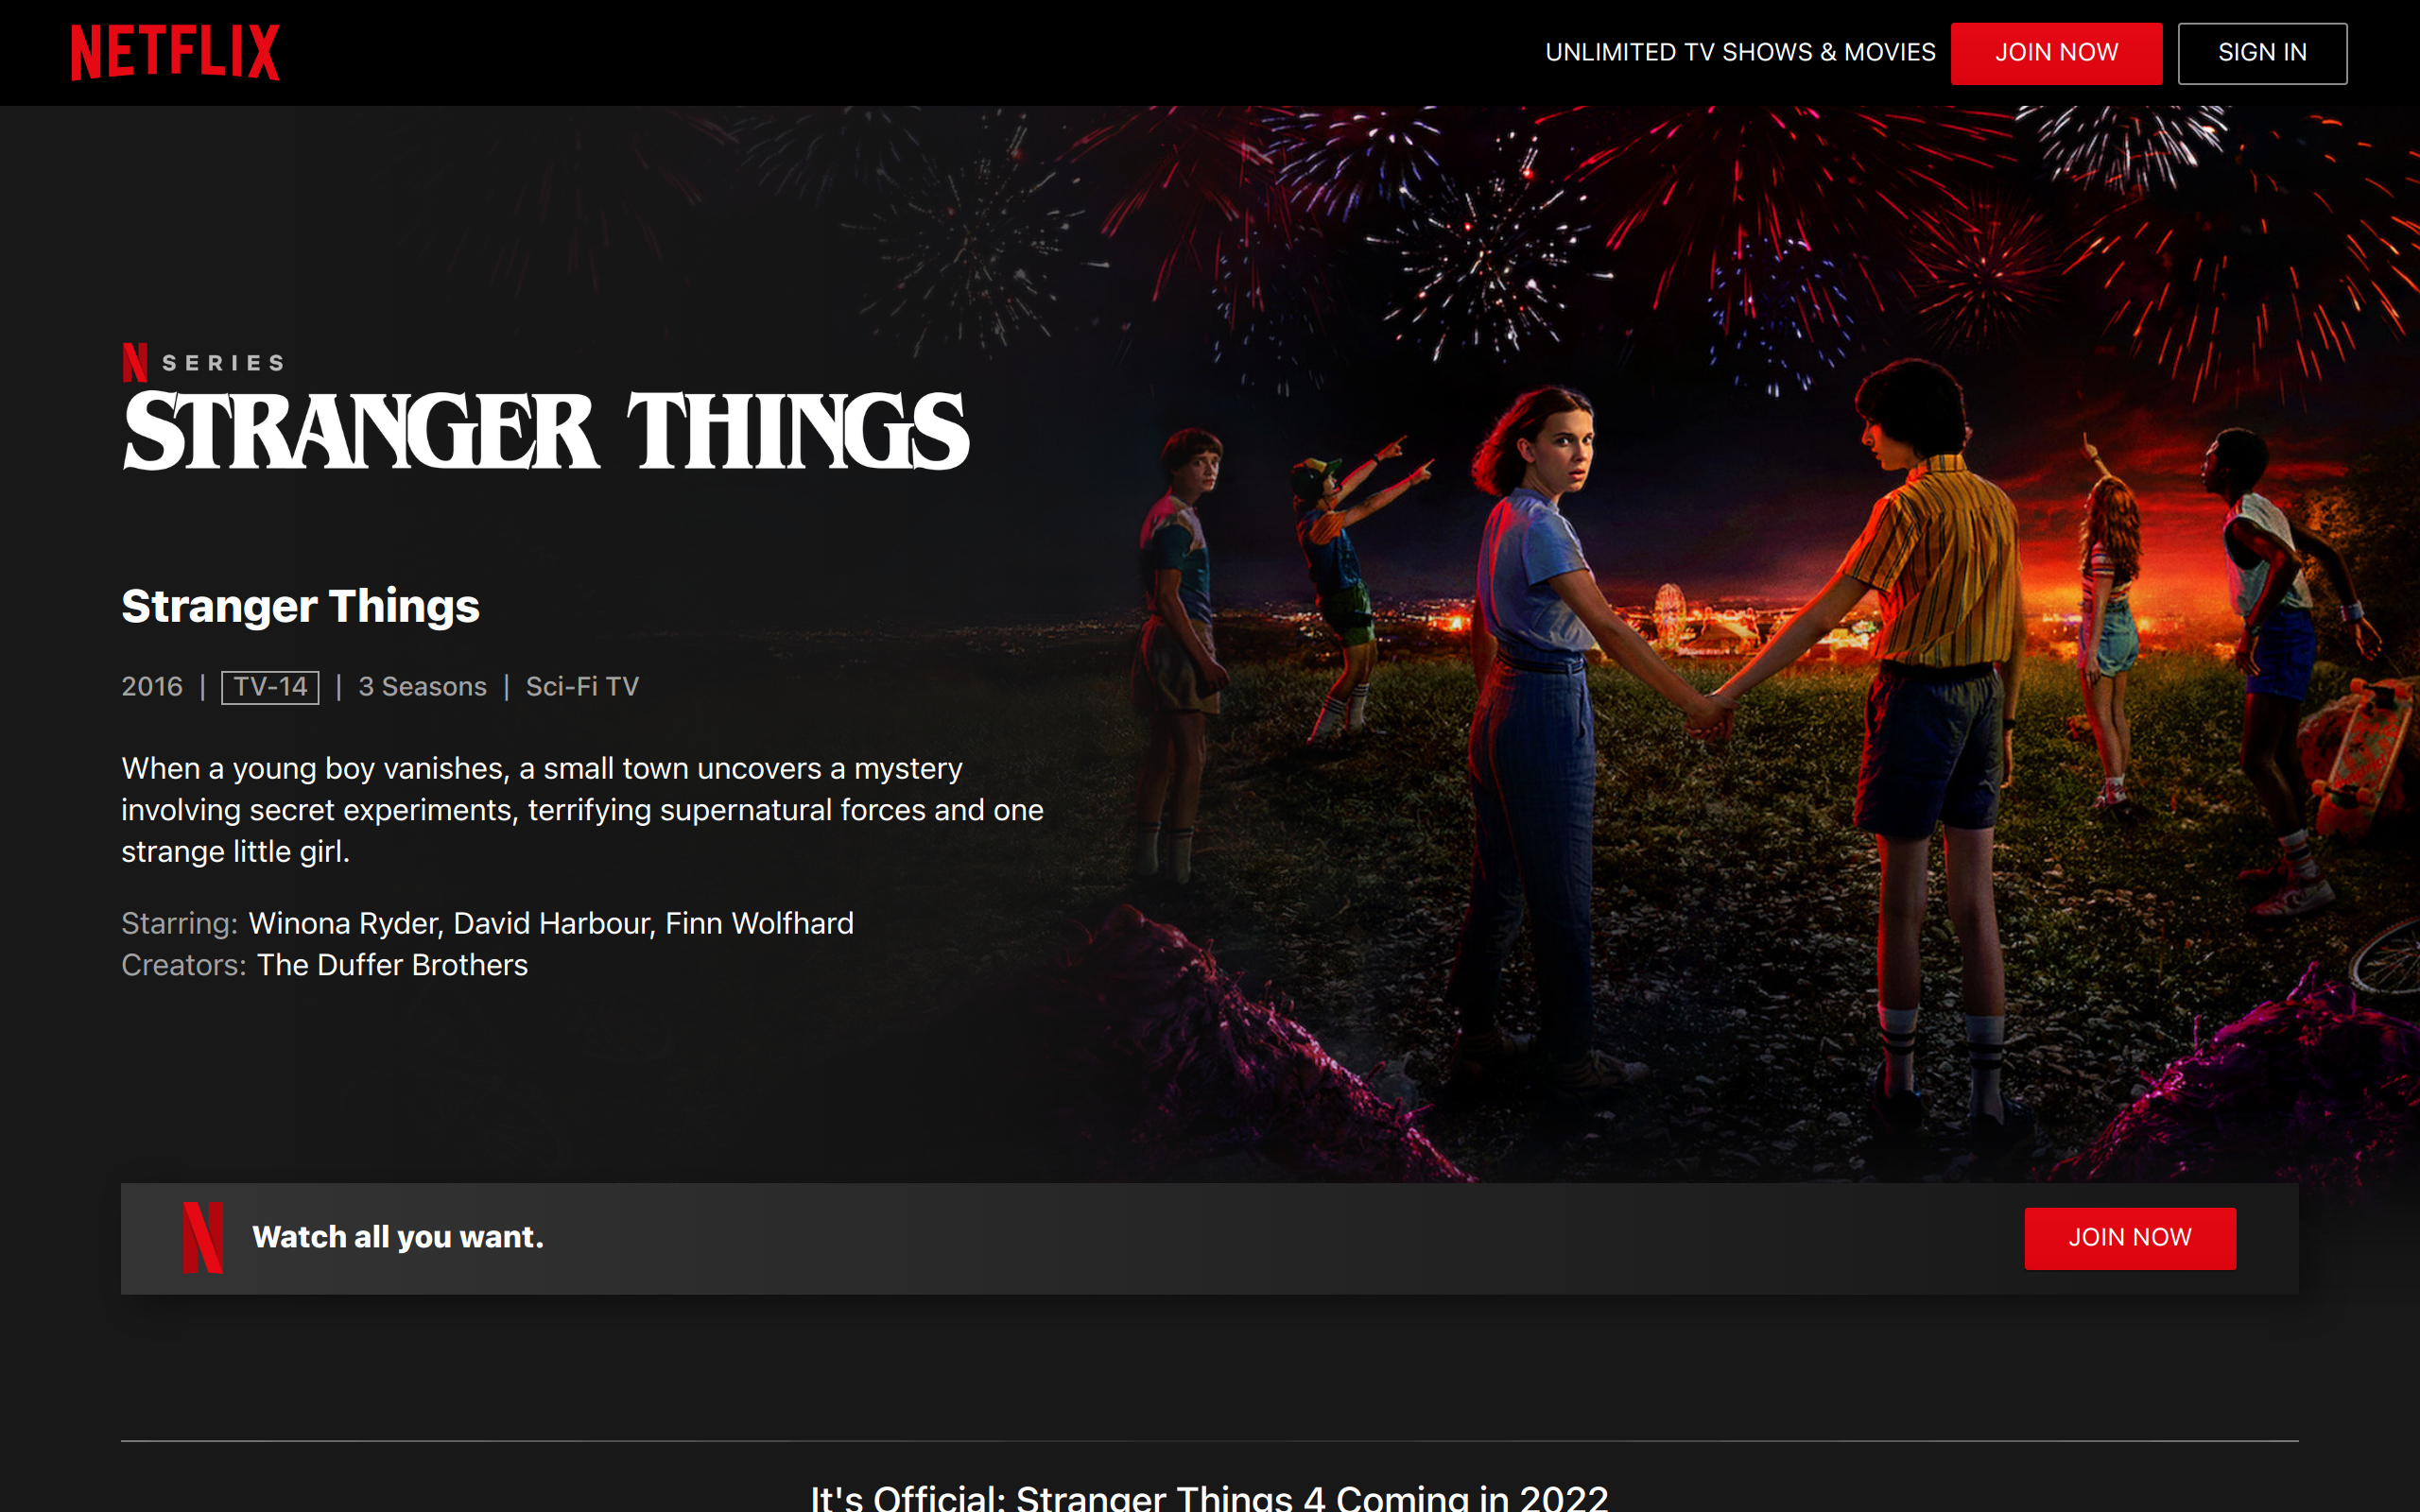 NETFLIX
UNLIMITED TV SHOWS & MOVIES
JOIN NOW
SIGN IN
N SERIES
STRANGER THINGS
Stranger Things
2016 | TV-14 | 3 Seasons | Sci-Fi TV
When a young boy vanishes, a small town uncovers a mystery
involving secret experiments, terrifying supernatural forces and one
strange little girl.
Starring: Winona Ryder, David Harbour, Finn Wolfhard
Creators: The Duffer Brothers
N Watch all you want.
JOIN NOW
It's Official: Stranger Things 4 Coming in 2022